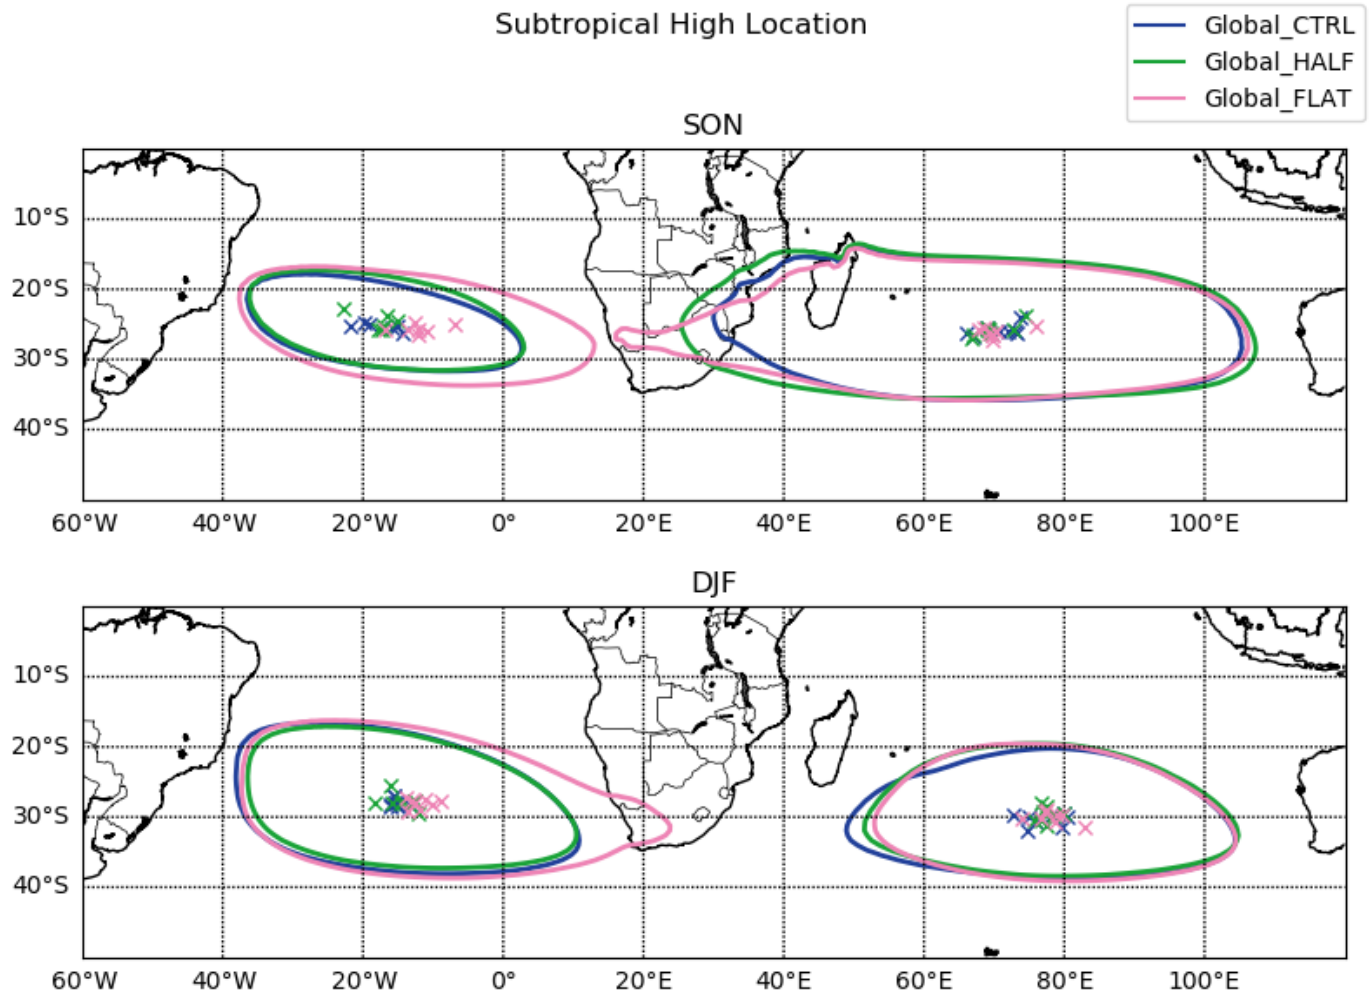 Subtropical High Location
Global_CTRL
Global_HALF
Global_FLAT
SON
10°S
20°S
30°S
40°S
60°W 40°W 20°W 0° 20°E 40°E 60°E 80°E 100°E
DJF
10°S
20°S
30°S
40°S
60°W 40°W 20°W 0° 20°E 40°E 60°E 80°E 100°E